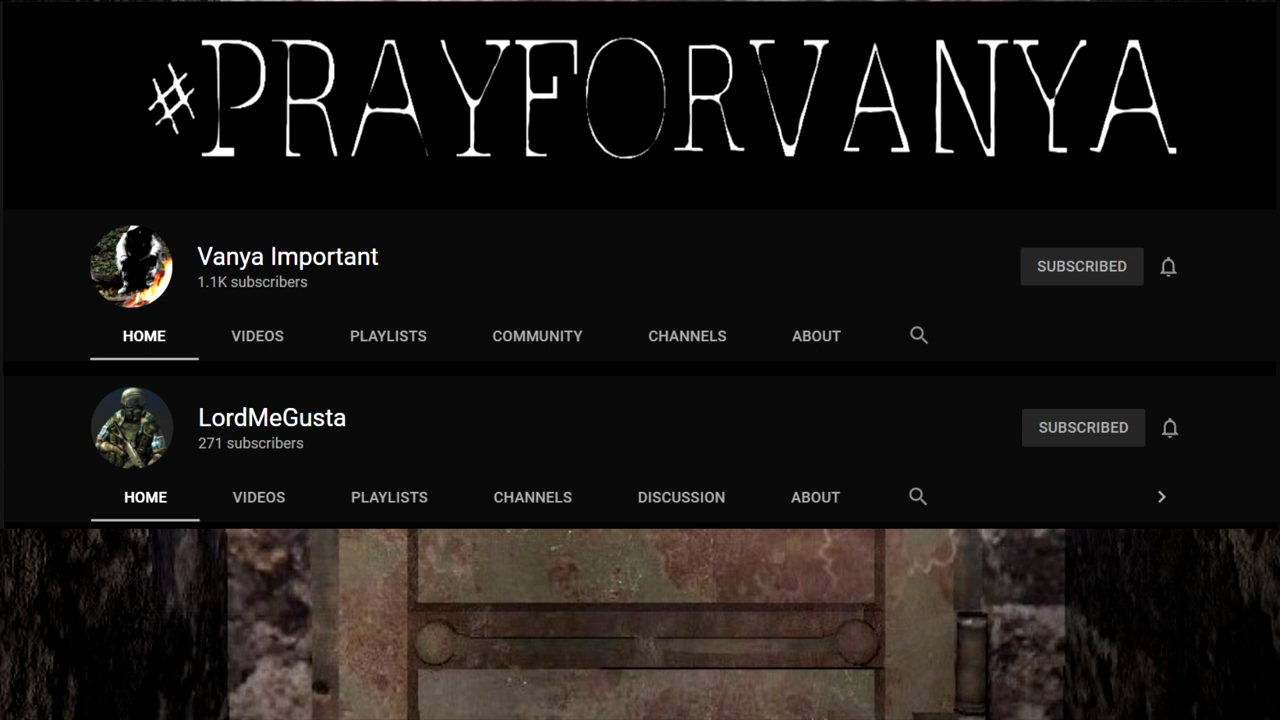 #PRAYFORVANYA
Vanya Important
1.1K subscribers
SUBSCRIBED
HOME VIDEOS PLAYLISTS COMMUNITY CHANNELS ABOUT
LordMeGusta
271 subscribers
SUBSCRIBED
HOME VIDEOS PLAYLISTS CHANNELS DISCUSSION ABOUT